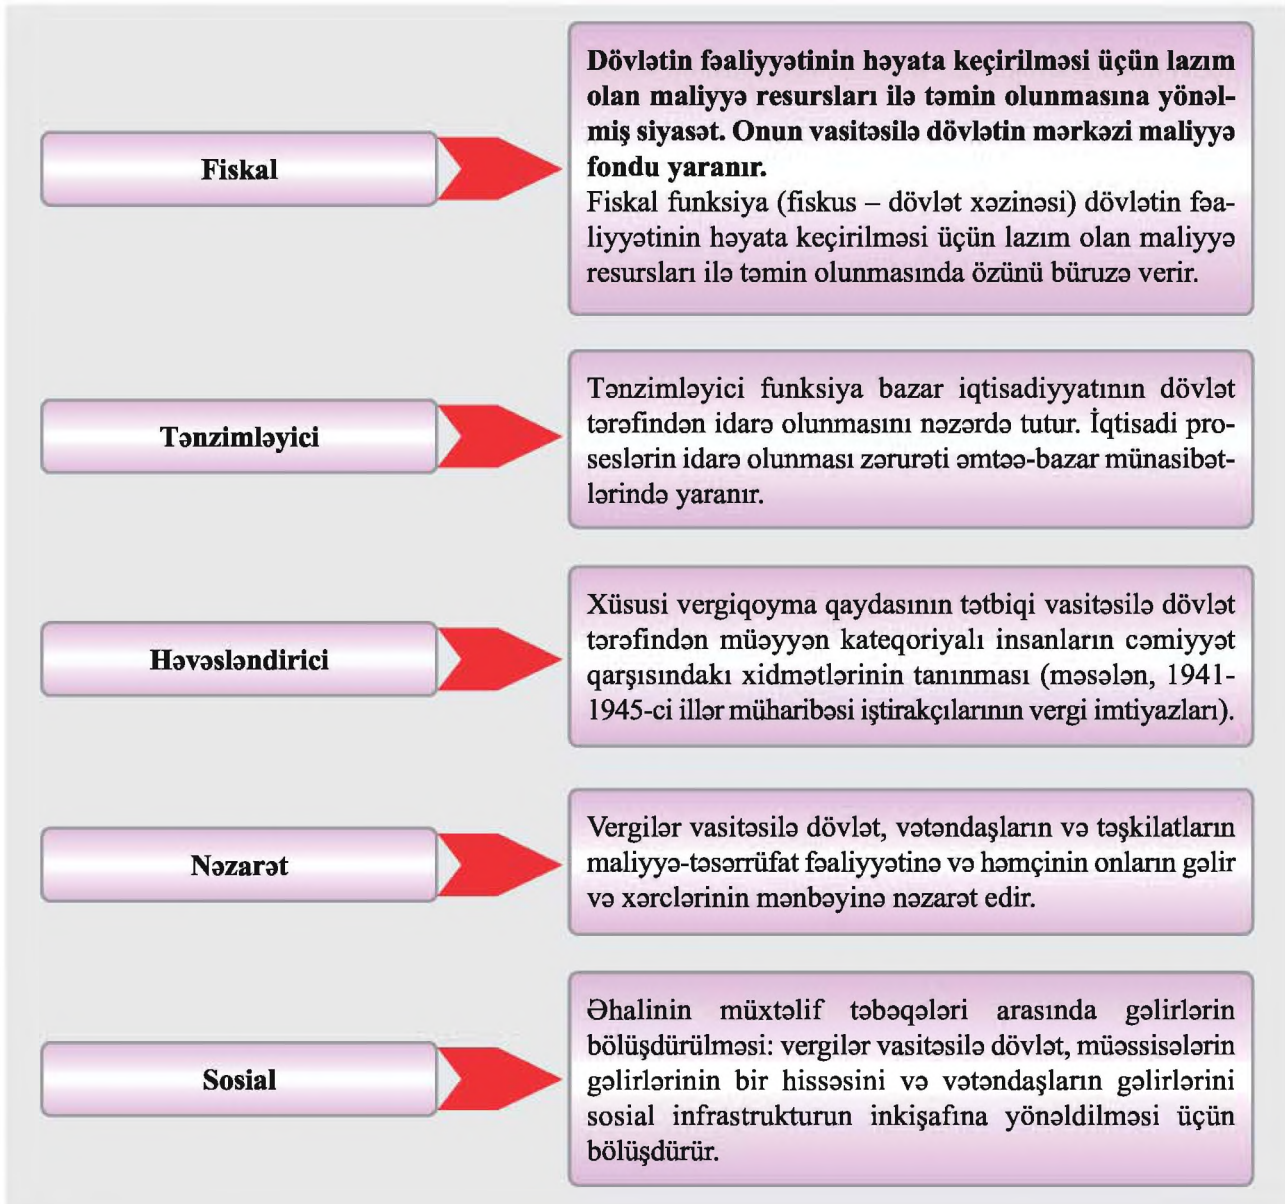 Fiskal
Dövlətin fəaliyyətinin həyata keçirilməsi üçün lazım
olan maliyyə resursları ilə təmin olunmasına yönəl-
miş siyasət. Onun vasitəsilə dövlətin mərkəzi maliyyə
fondu yaranır.
Fiskal funksiya (fiskus – dövlət xəzinəsi) dövlətin fəa-
liyyətinin həyata keçirilməsi üçün lazım olan maliyyə
resursları ilə təmin olunmasında özünü büruzə verir.
Tənzimləyici
Tənzimləyici funksiya bazar iqtisadiyyatının dövlət
tərəfindən idarə olunmasını nəzərdə tutur. İqtisadi pro-
seslərin idarə olunması zərurəti əmtəə-bazar münasibət-
lərində yaranır.
Həvəsləndirici
Xüsusi vergiqoyma qaydasının tətbiqi vasitəsilə dövlət
tərəfindən müəyyən kateqoriyalı insanların cəmiyyət
qarşısındakı xidmətlərinin tanınması (məsələn, 1941-
1945-ci illər müharibəsi iştirakçılarının vergi imtiyazları).
Nəzarət
Vergilər vasitəsilə dövlət, vətəndaşların və təşkilatların
maliyyə-təsərrüfat fəaliyyətinə və həmçinin onların gəlir
və xərclərinin mənbəyinə nəzarət edir.
Sosial
Əhalinin müxtəlif təbəqələri arasında gəlirlərin
bölüşdürülməsi: vergilər vasitəsilə dövlət, müəssisələrin
gəlirlərinin bir hissəsini və vətəndaşların gəlirlərini
sosial infrastrukturun inkişafına yönəldilməsi üçün
bölüşdürür.